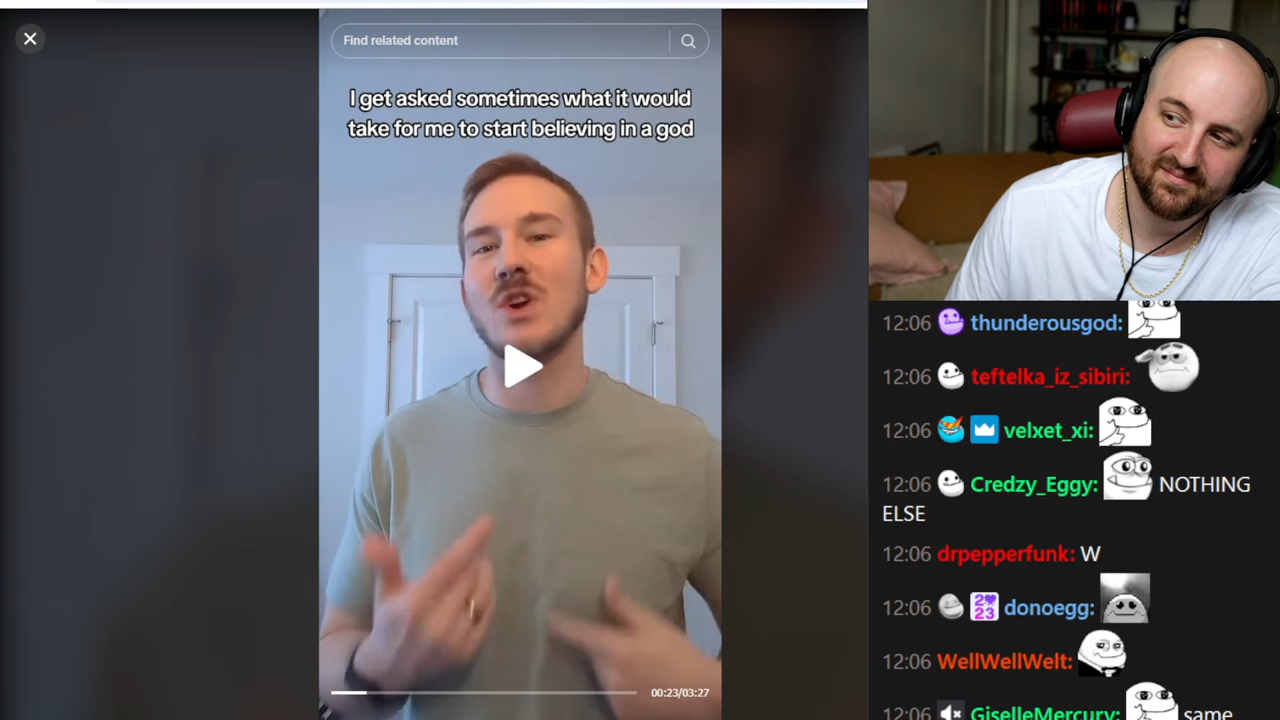 Find related content
I get asked sometimes what it would
take for me to start believing in a god
00:23/03:27
12:06 thunderousgod:
12:06 teftelka_iz_sibiri:
12:06 velxet_xi:
12:06 Credzy_Eggy: NOTHING
ELSE
12:06 drpepperfunk: W
12:06 2023 donoegg:
12:06 WellWellWelt:
12:06 GiselleMercury: same